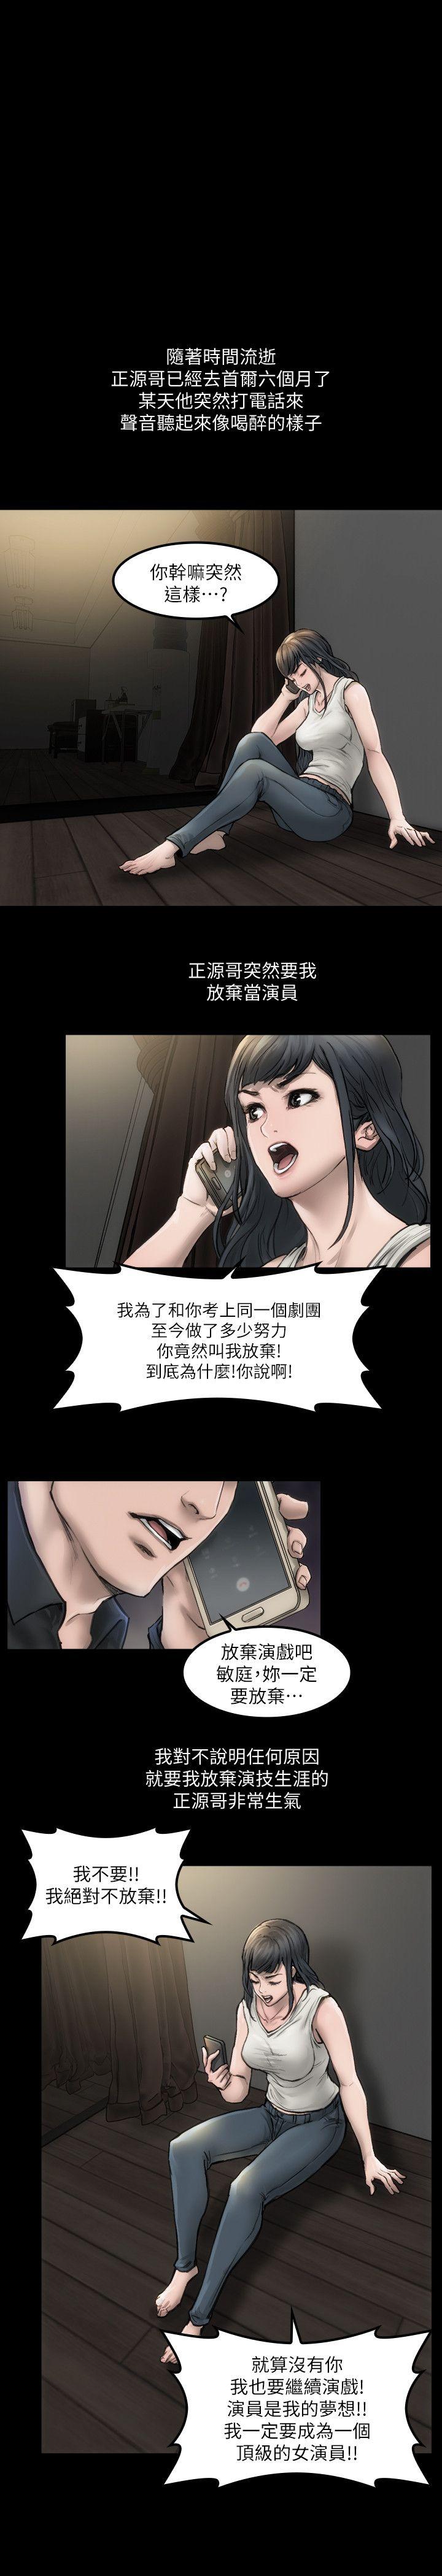 隨著時間流逝
正源哥已經去首爾六個月了
某天他突然打電話來
聲音聽起來像喝醉的樣子
你幹嘛突然
這樣⋯?
正源哥突然要我
放棄當演員
我為了和你考上同一個劇團
至今做了多少努力
你竟然叫我放棄!
到底為什麼!你說啊!
放棄演戲吧
敏庭,妳一定
要放棄⋯
我對不說明任何原因
就要我放棄演技生涯的
正源哥非常生氣
我不要!!
我絕對不放棄!!
就算沒有你
我也要繼續演戲!
演員是我的夢想!!
我一定要成為一個
頂級的女演員!!